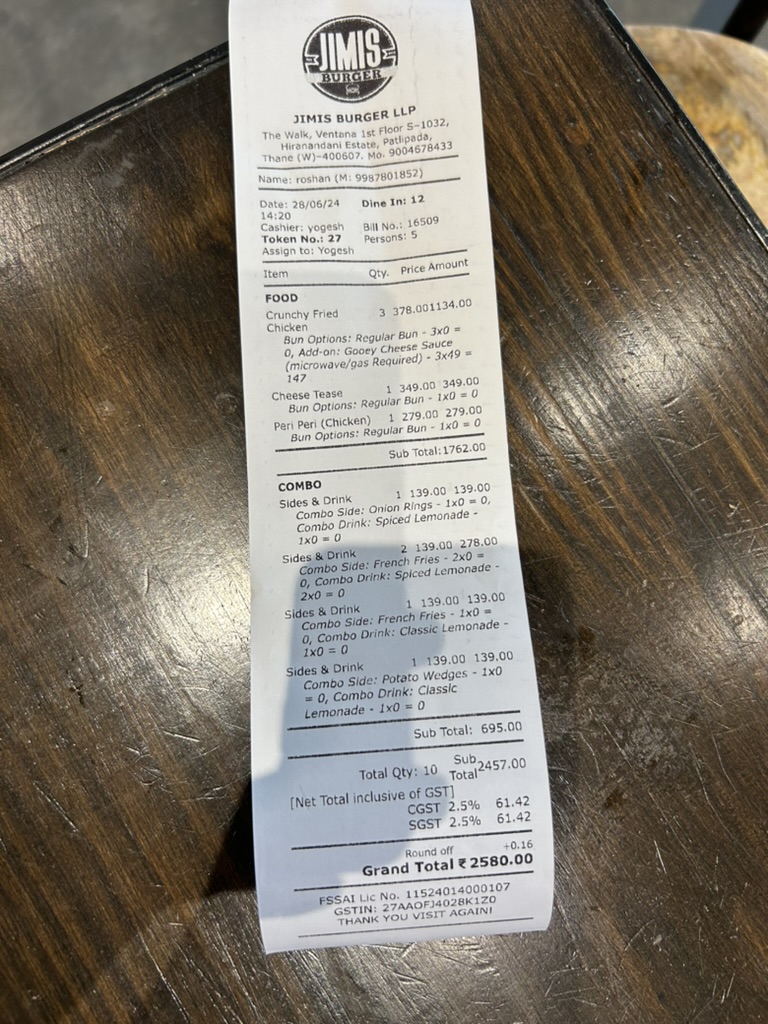 JIMIS
BURGER
JIMIS BURGER LLP
The Walk, Ventana 1st Floor S-1032,
Hiranandani Estate, Patlipada,
Thane (W)-400607. Mo. 9004678433
Name: roshan (M: 9987801852)
Date: 28/06/24 Dine In: 12
14:20
Cashier: yogesh Bill No.: 16509
Token No.: 27 Persons: 5
Assign to: Yogesh
Item Qty. Price Amount
FOOD
Crunchy Fried 3 378.001134.00
Chicken
Bun Options: Regular Bun - 3x0 =
0, Add-on: Gooey Cheese Sauce
(microwave/gas Required) - 3x49 =
147
Cheese Tease 1 349.00 349.00
Bun Options: Regular Bun - 1x0 = 0
Peri Peri (Chicken) 1 279.00 279.00
Bun Options: Regular Bun - 1x0 = 0
Sub Total:1762.00
COMBO
Sides & Drink 1 139.00 139.00
Combo Side: Onion Rings - 1x0 = 0,
Combo Drink: Spiced Lemonade -
1x0 = 0
Sides & Drink 2 139.00 278.00
Combo Side: French Fries - 2x0 =
0, Combo Drink: Spiced Lemonade -
2x0 = 0
Sides & Drink 1 139.00 139.00
Combo Side: French Fries - 1x0 =
0, Combo Drink: Classic Lemonade -
1x0 = 0
Sides & Drink 1 139.00 139.00
Combo Side: Potato Wedges - 1x0
= 0, Combo Drink: Classic
Lemonade - 1x0 = 0
Sub Total: 695.00
Total Qty: 10 Sub Total 2457.00
[Net Total inclusive of GST]
CGST 2.5% 61.42
SGST 2.5% 61.42
Round off +0.16
Grand Total ₹ 2580.00
FSSAI Lic No. 11524014000107
GSTIN: 27AAOFJ4028K1Z0
THANK YOU VISIT AGAIN!